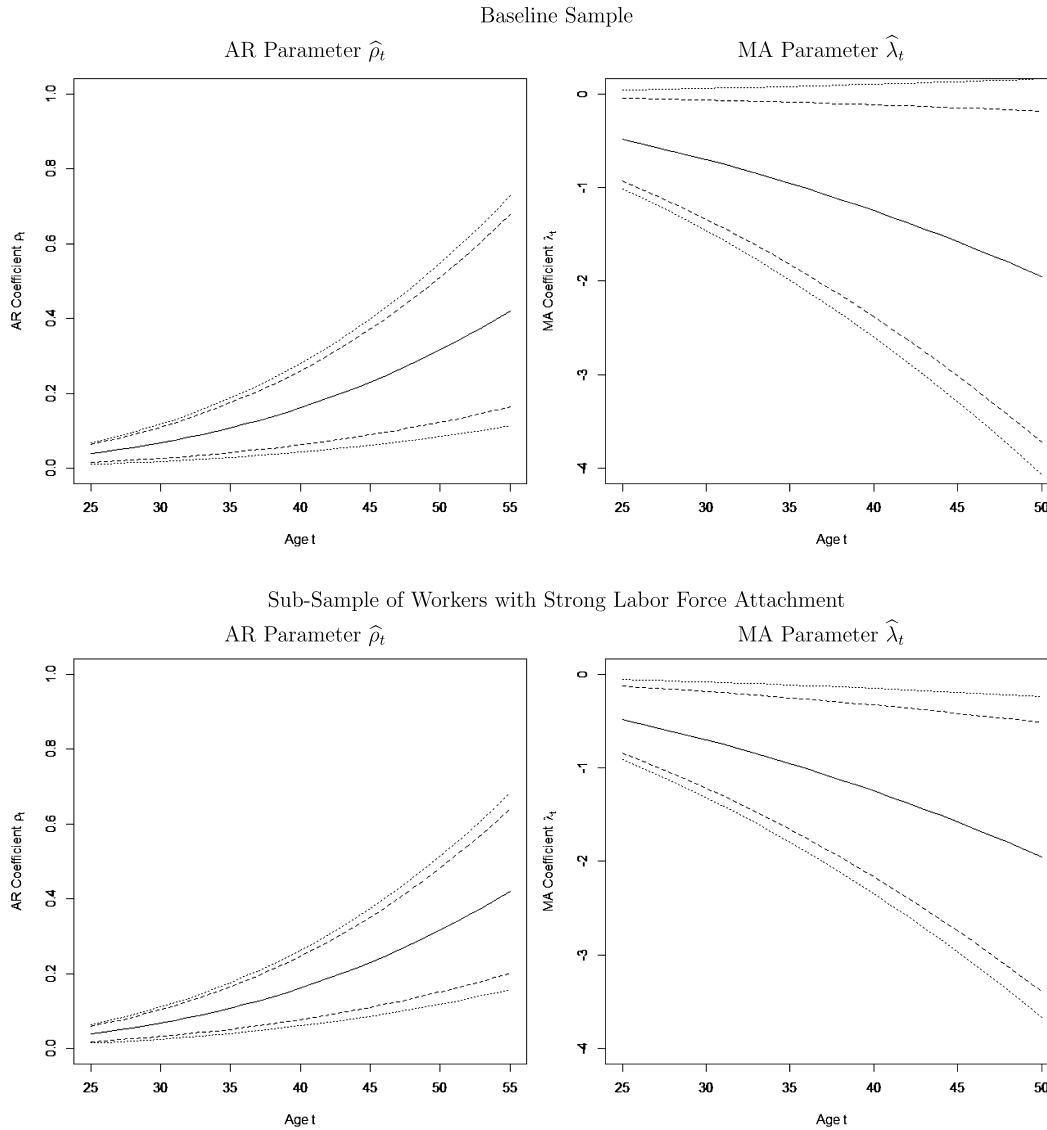 Baseline Sample
AR Parameter ρ̂ₜ
MA Parameter λ̂ₜ
AR Coefficient ρₜ
1.0
0.8
0.6
0.4
0.2
0.0
25 30 35 40 45 50 55
Age t
MA Coefficient λₜ
0
-1
-2
-3
-4
25 30 35 40 45 50
Age t
Sub-Sample of Workers with Strong Labor Force Attachment
AR Parameter ρ̂ₜ
MA Parameter λ̂ₜ
AR Coefficient ρₜ
1.0
0.8
0.6
0.4
0.2
0.0
25 30 35 40 45 50 55
Age t
MA Coefficient λₜ
0
-1
-2
-3
-4
25 30 35 40 45 50
Age t